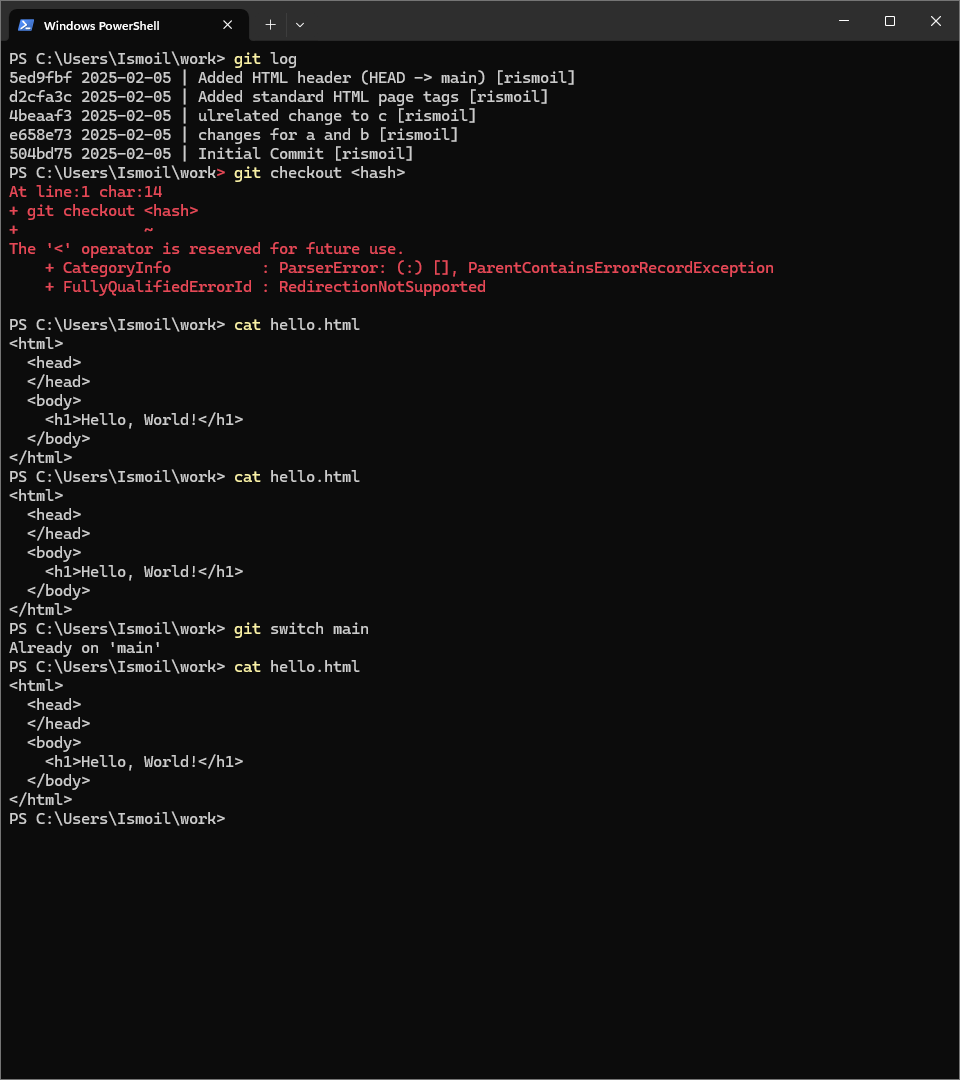 Windows PowerShell
PS C:\Users\Ismoil\work> git log
5ed9fbf 2025-02-05 | Added HTML header (HEAD -> main) [rismoil]
d2cfa3c 2025-02-05 | Added standard HTML page tags [rismoil]
4beaaf3 2025-02-05 | ulrelated change to c [rismoil]
e658e73 2025-02-05 | changes for a and b [rismoil]
504bd75 2025-02-05 | Initial Commit [rismoil]
PS C:\Users\Ismoil\work> git checkout <hash>
At line:1 char:14
+ git checkout <hash>
+              ~
The '<' operator is reserved for future use.
    + CategoryInfo          : ParserError: (:) [], ParentContainsErrorRecordException
    + FullyQualifiedErrorId : RedirectionNotSupported

PS C:\Users\Ismoil\work> cat hello.html
<html>
  <head>
  </head>
  <body>
    <h1>Hello, World!</h1>
  </body>
</html>
PS C:\Users\Ismoil\work> cat hello.html
<html>
  <head>
  </head>
  <body>
    <h1>Hello, World!</h1>
  </body>
</html>
PS C:\Users\Ismoil\work> git switch main
Already on 'main'
PS C:\Users\Ismoil\work> cat hello.html
<html>
  <head>
  </head>
  <body>
    <h1>Hello, World!</h1>
  </body>
</html>
PS C:\Users\Ismoil\work>